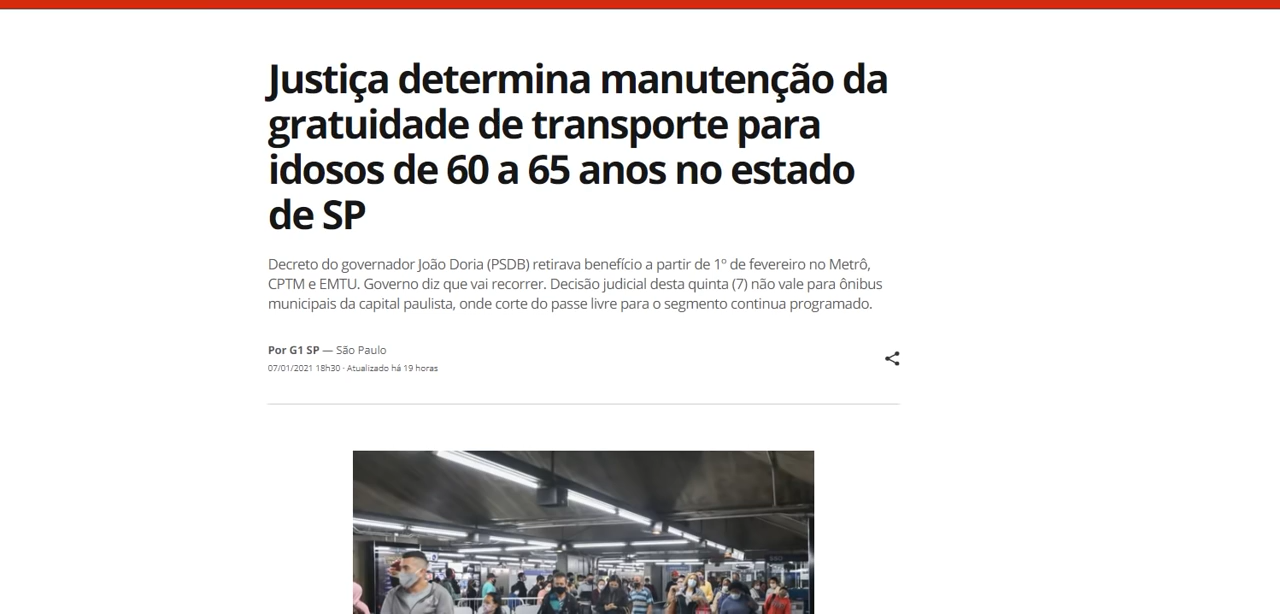 Justiça determina manutenção da
gratuidade de transporte para
idosos de 60 a 65 anos no estado
de SP
Decreto do governador João Doria (PSDB) retirava benefício a partir de 1º de fevereiro no Metrô,
CPTM e EMTU. Governo diz que vai recorrer. Decisão judicial desta quinta (7) não vale para ônibus
municipais da capital paulista, onde corte do passe livre para o segmento continua programado.
Por G1 SP — São Paulo
07/01/2021 18h30 · Atualizado há 19 horas